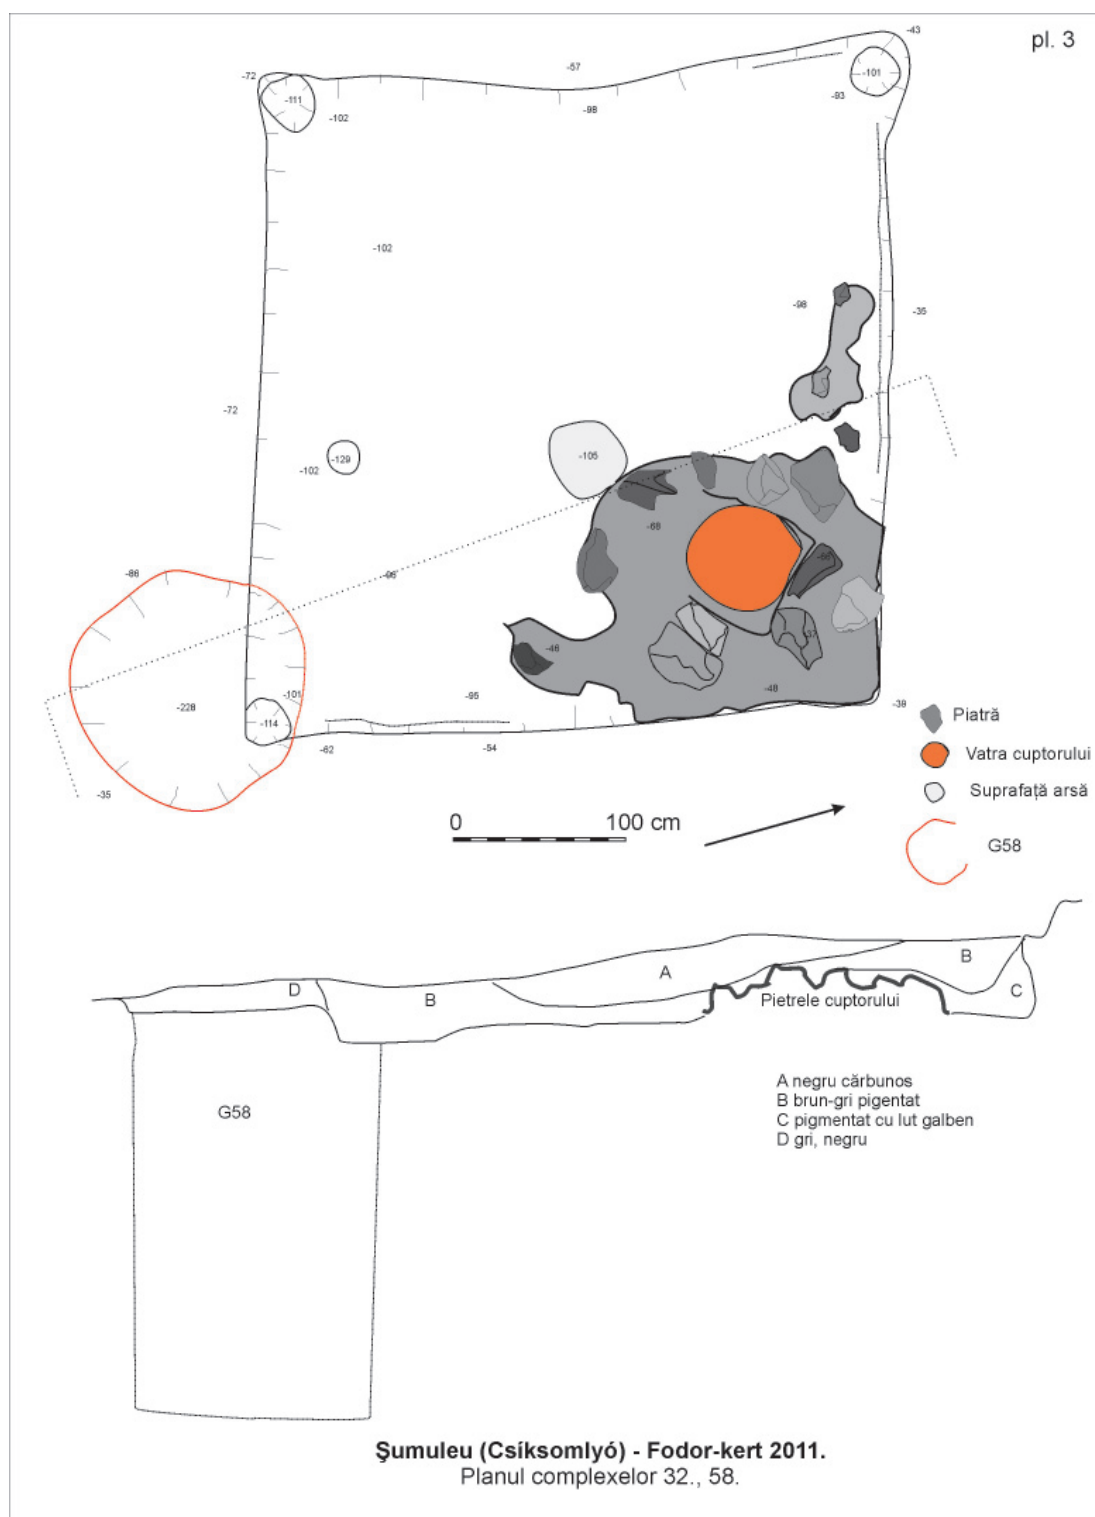 pl. 3
-43
-57
-72
-111
-101
-102
-98
-93
-102
-98
-35
-72
-105
-129
-102
-68
-96
-86
-46
-48
-101
-95
-228
-114
-39
-62
-54
-35
Piatră
Vatra cuptorului
Suprafață arsă
G58
0 100 cm
A
B
D
B
C
Pietrele cuptorului
G58
A negru cărbunos
B brun-gri pigentat
C pigmentat cu lut galben
D gri, negru
Şumuleu (Csíksomlyó) - Fodor-kert 2011.
Planul complexelor 32., 58.